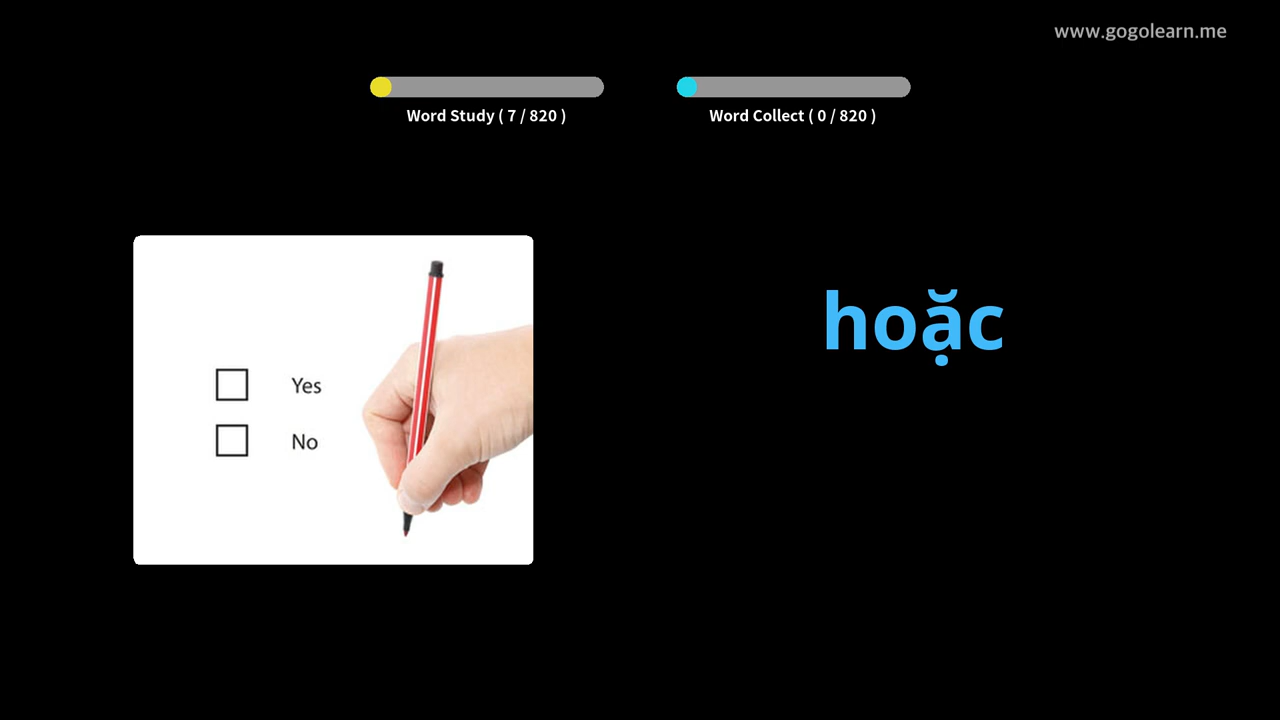 www.gogolearn.me
Word Study ( 7 / 820 )
Word Collect ( 0 / 820 )
hoặc
Yes
No